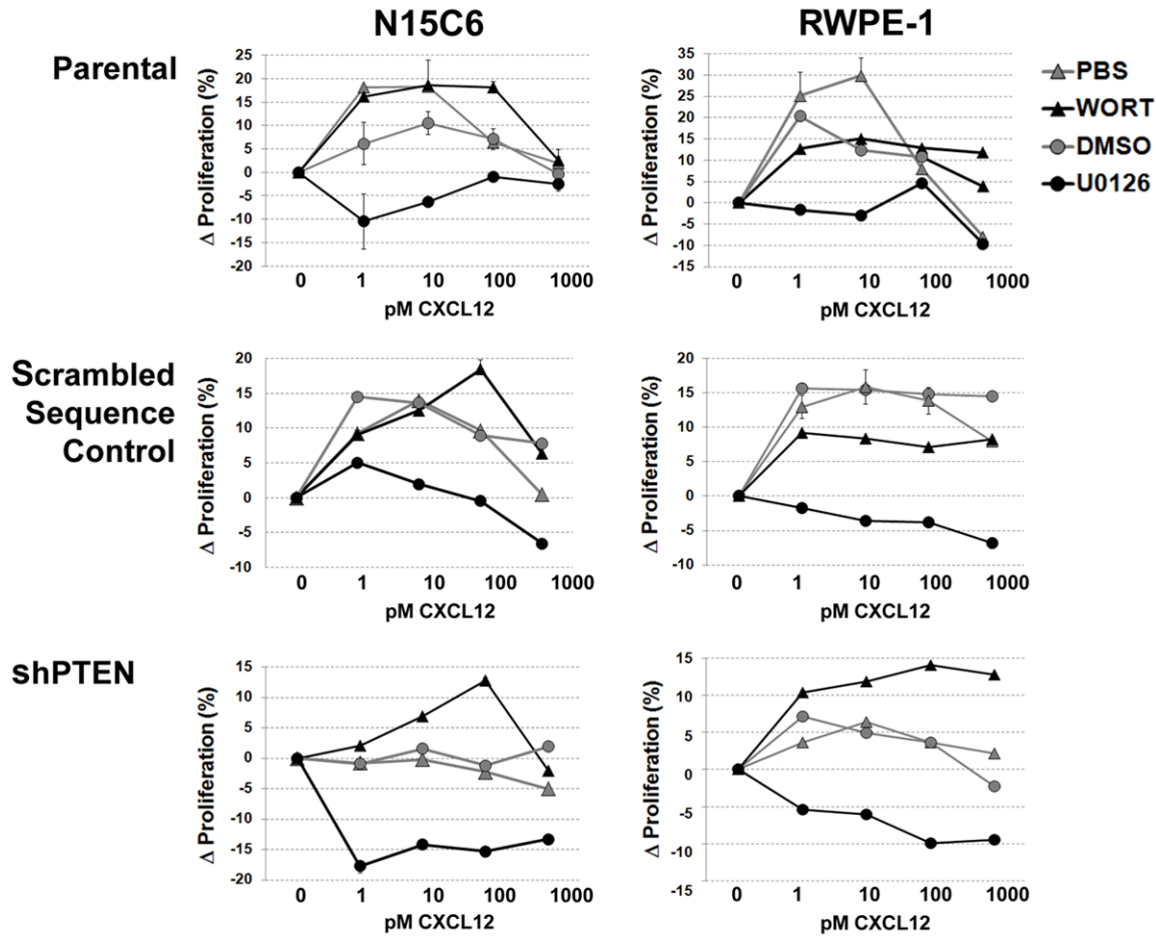 N15C6
RWPE-1
Parental
Δ Proliferation (%)
25
20
15
10
5
0
-5
-10
-15
-20
0 1 10 100 1000
pM CXCL12
Δ Proliferation (%)
35
30
25
20
15
10
5
0
-5
-10
-15
0 1 10 100 1000
pM CXCL12
PBS
WORT
DMSO
U0126
Scrambled
Sequence
Control
Δ Proliferation (%)
20
15
10
5
0
-5
-10
0 1 10 100 1000
pM CXCL12
Δ Proliferation (%)
20
15
10
5
0
-5
-10
0 1 10 100 1000
pM CXCL12
shPTEN
Δ Proliferation (%)
15
10
5
0
-5
-10
-15
-20
0 1 10 100 1000
pM CXCL12
Δ Proliferation (%)
15
10
5
0
-5
-10
-15
0 1 10 100 1000
pM CXCL12